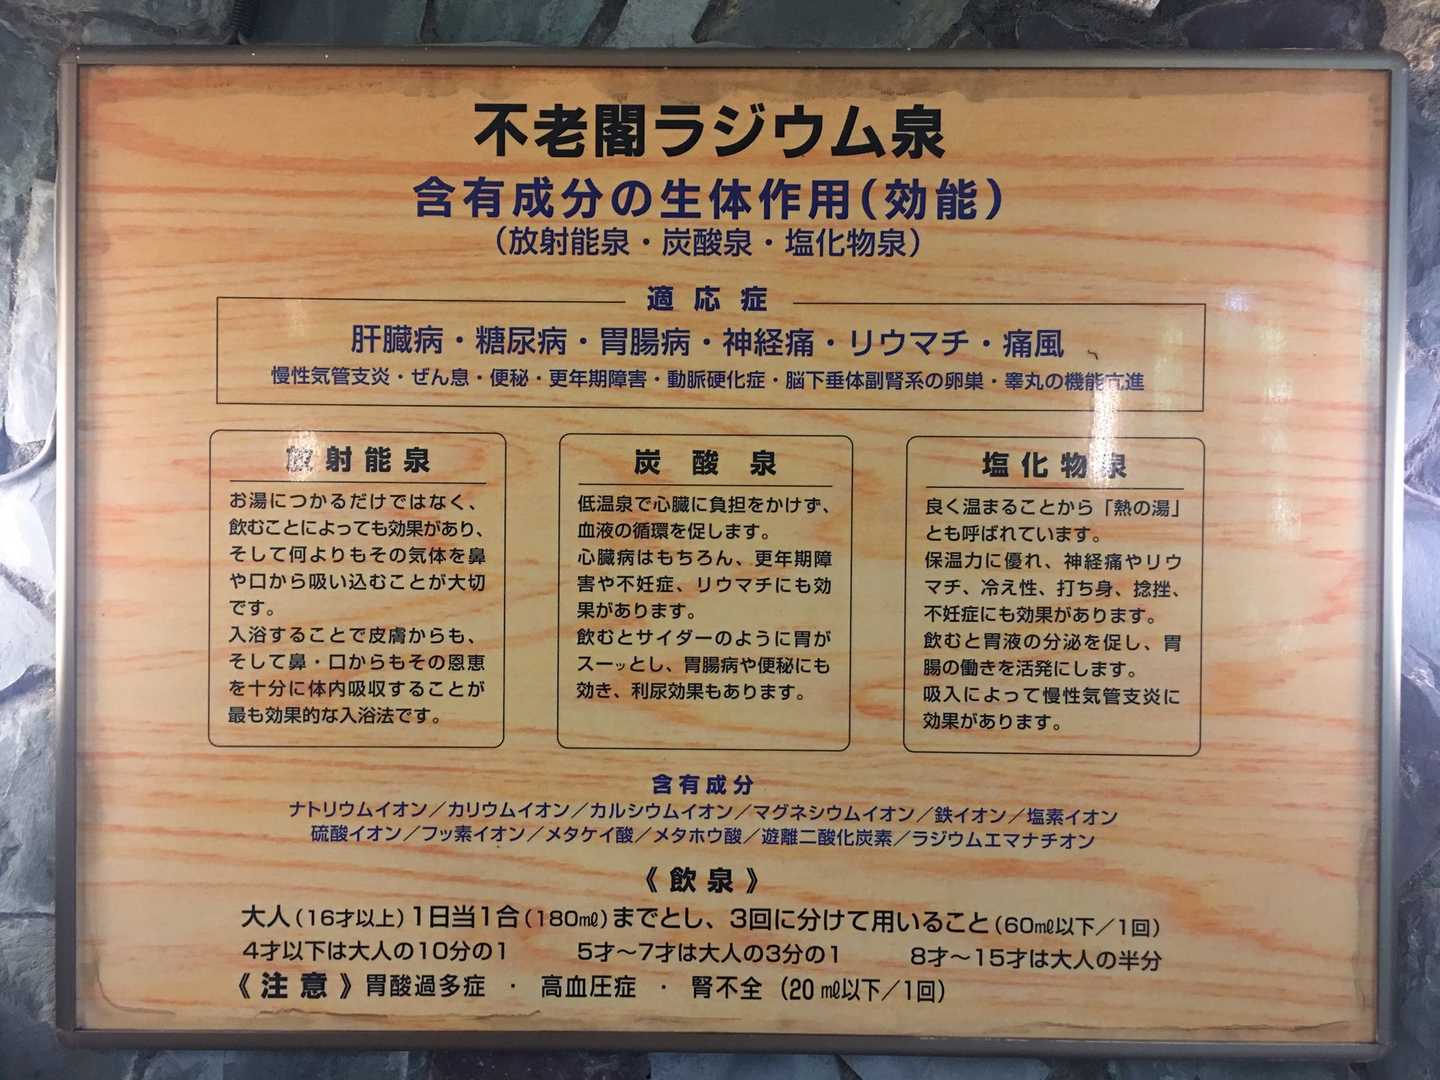 不老閣ラジウム泉
含有成分の生体作用(効能)
(放射能泉・炭酸泉・塩化物泉)
適応症
肝臓病・糖尿病・胃腸病・神経痛・リウマチ・痛風
慢性気管支炎・ぜん息・便秘・更年期障害・動脈硬化症・脳下垂体副腎系の卵巣・睾丸の機能亢進
放射能泉
お湯につかるだけではなく、
飲むことによっても効果があり、
そして何よりもその気体を鼻
や口から吸い込むことが大切
です。
入浴することで皮膚からも、
そして鼻・口からもその恩恵
を十分に体内吸収することが
最も効果的な入浴法です。
炭酸泉
低温泉で心臓に負担をかけず、
血液の循環を促します。
心臓病はもちろん、更年期障
害や不妊症、リウマチにも効
果があります。
飲むとサイダーのように胃が
スーッとし、胃腸病や便秘にも
効き、利尿効果もあります。
塩化物泉
良く温まることから「熱の湯」
とも呼ばれています。
保温力に優れ、神経痛やリウ
マチ、冷え性、打ち身、捻挫、
不妊症にも効果があります。
飲むと胃液の分泌を促し、胃
腸の働きを活発にします。
吸入によって慢性気管支炎に
効果があります。
含有成分
ナトリウムイオン/カリウムイオン/カルシウムイオン/マグネシウムイオン/鉄イオン/塩素イオン
硫酸イオン/フッ素イオン/メタケイ酸/メタホウ酸/遊離二酸化炭素/ラジウムエマナチオン
《飲泉》
大人(16才以上)1日当1合(180㎖)までとし、3回に分けて用いること(60㎖以下/1回)
4才以下は大人の10分の1 5才〜7才は大人の3分の1 8才〜15才は大人の半分
《注意》胃酸過多症 ・ 高血圧症 ・ 腎不全 (20㎖以下/1回)